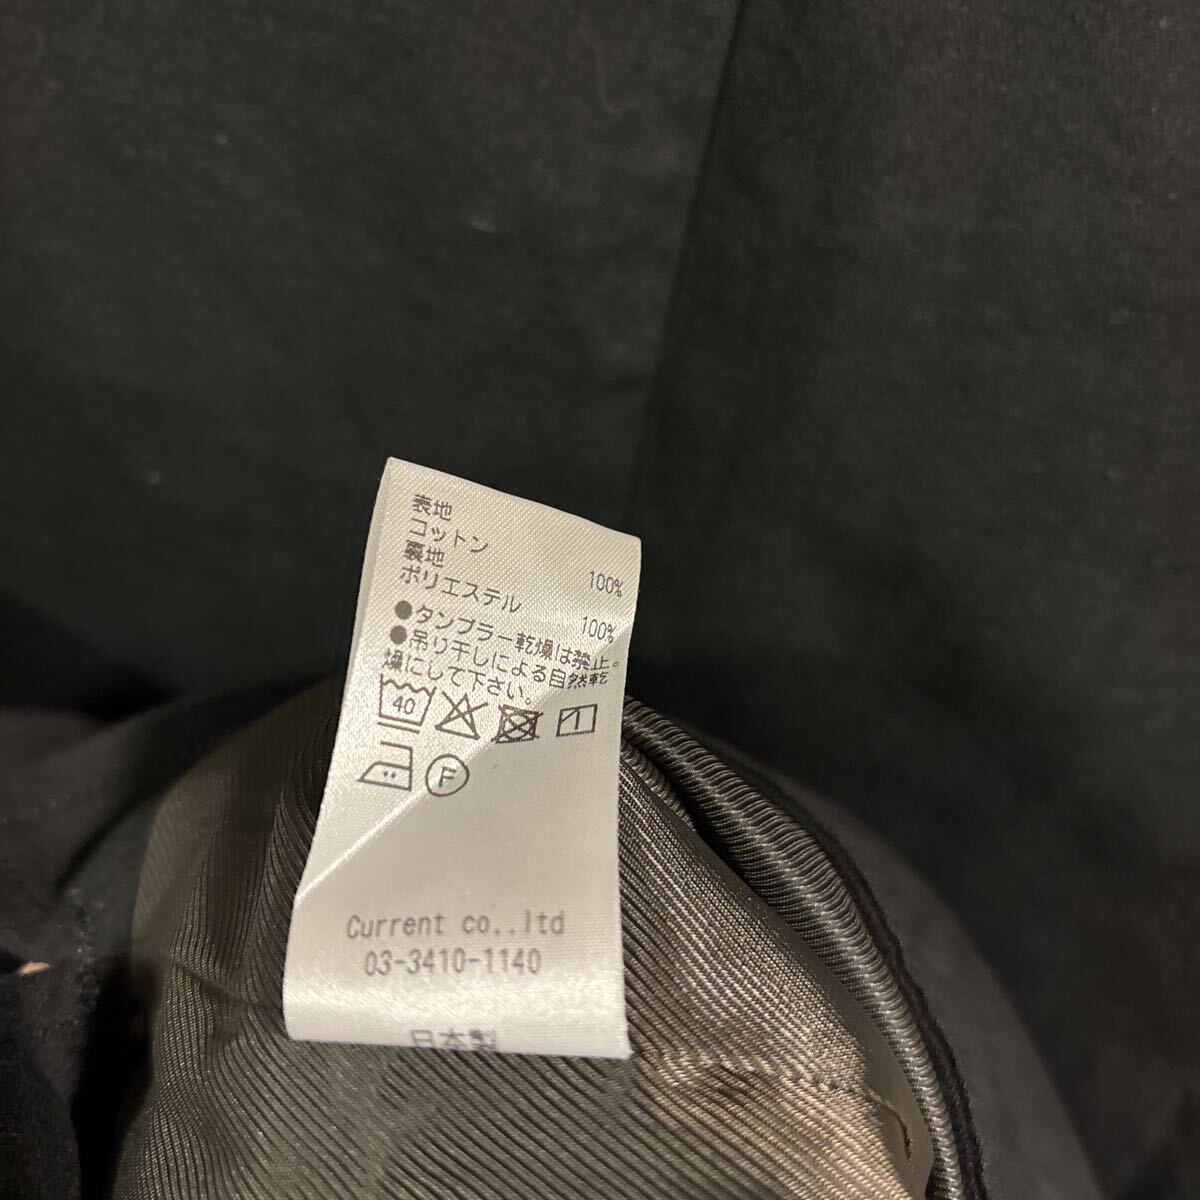 表地
コットン 100%
裏地
ポリエステル 100%
●タンブラー乾燥は禁止。
●吊り干しによる自然乾
燥にして下さい。
40
F
Current co,.ltd
03-3410-1140
日本製